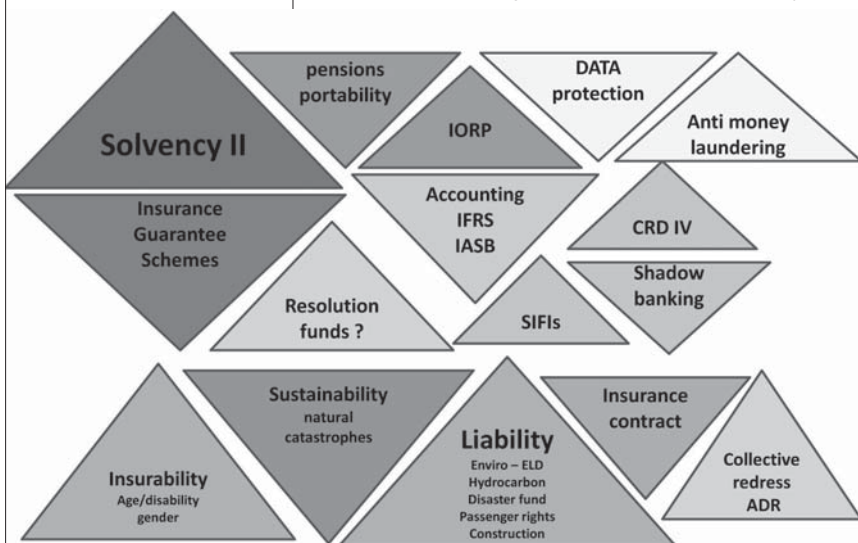 pensions
portability
DATA
protection
Solvency II
IORP
Anti money
laundering
Insurance
Guarantee
Schemes
Accounting
IFRS
IASB
CRD IV
Resolution
funds ?
SIFIs
Shadow
banking
Sustainability
natural
catastrophes
Insurance
contract
Insurability
Age/disability
gender
Liability
Enviro – ELD
Hydrocarbon
Disaster fund
Passenger rights
Construction
Collective
redress
ADR